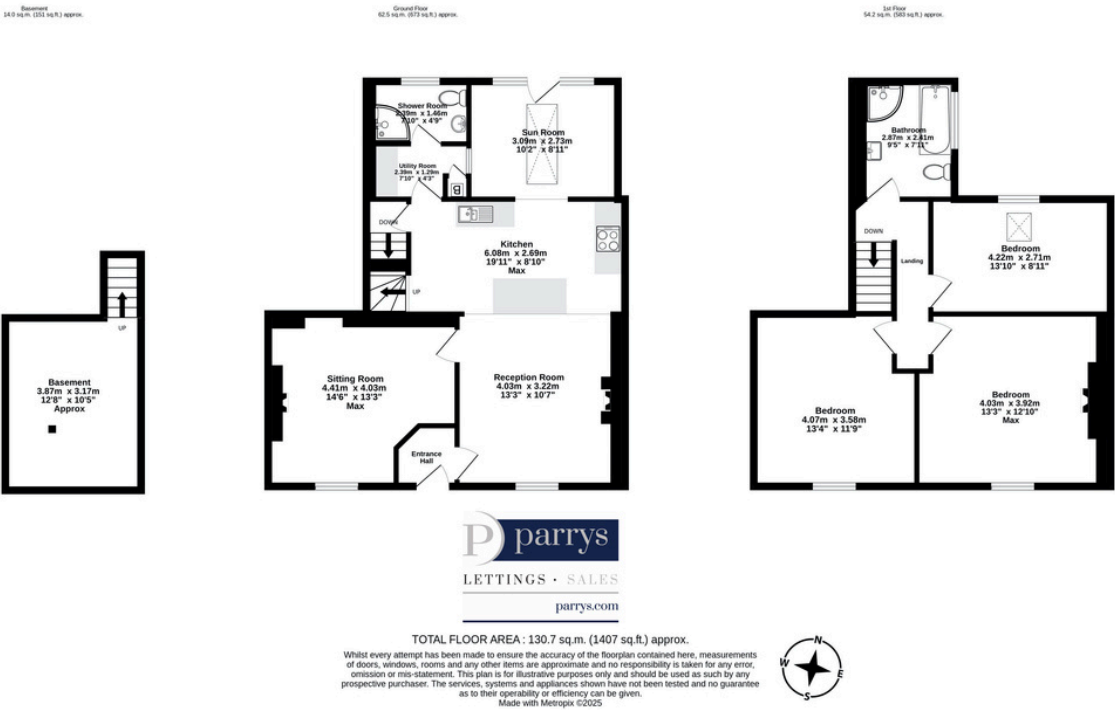 Basement
14.0 sq.m. (151 sq.ft.) approx.
Ground Floor
62.5 sq.m. (673 sq.ft.) approx.
1st Floor
54.2 sq.m. (583 sq.ft.) approx.
UP
Basement
3.87m x 3.17m
12'8" x 10'5"
Approx
Shower Room
2.39m x 1.46m
7'10" x 4'9"
Sun Room
3.09m x 2.73m
10'2" x 8'11"
Utility Room
2.39m x 1.29m
7'10" x 4'3"
B
DOWN
Kitchen
6.08m x 2.69m
19'11" x 8'10"
Max
UP
Sitting Room
4.41m x 4.03m
14'6" x 13'3"
Max
Reception Room
4.03m x 3.22m
13'3" x 10'7"
Entrance
Hall
Bathroom
2.87m x 2.41m
9'5" x 7'11"
DOWN
Landing
Bedroom
4.22m x 2.71m
13'10" x 8'11"
Bedroom
4.07m x 3.58m
13'4" x 11'9"
Bedroom
4.03m x 3.92m
13'3" x 12'10"
Max
P parrys
LETTINGS · SALES
parrys.com
TOTAL FLOOR AREA : 130.7 sq.m. (1407 sq.ft.) approx.
Whilst every attempt has been made to ensure the accuracy of the floorplan contained here, measurements
of doors, windows, rooms and any other items are approximate and no responsibility is taken for any error,
omission or mis-statement. This plan is for illustrative purposes only and should be used as such by any
prospective purchaser. The services, systems and appliances shown have not been tested and no guarantee
as to their operability or efficiency can be given.
Made with Metropix ©2025
N
W
E
S